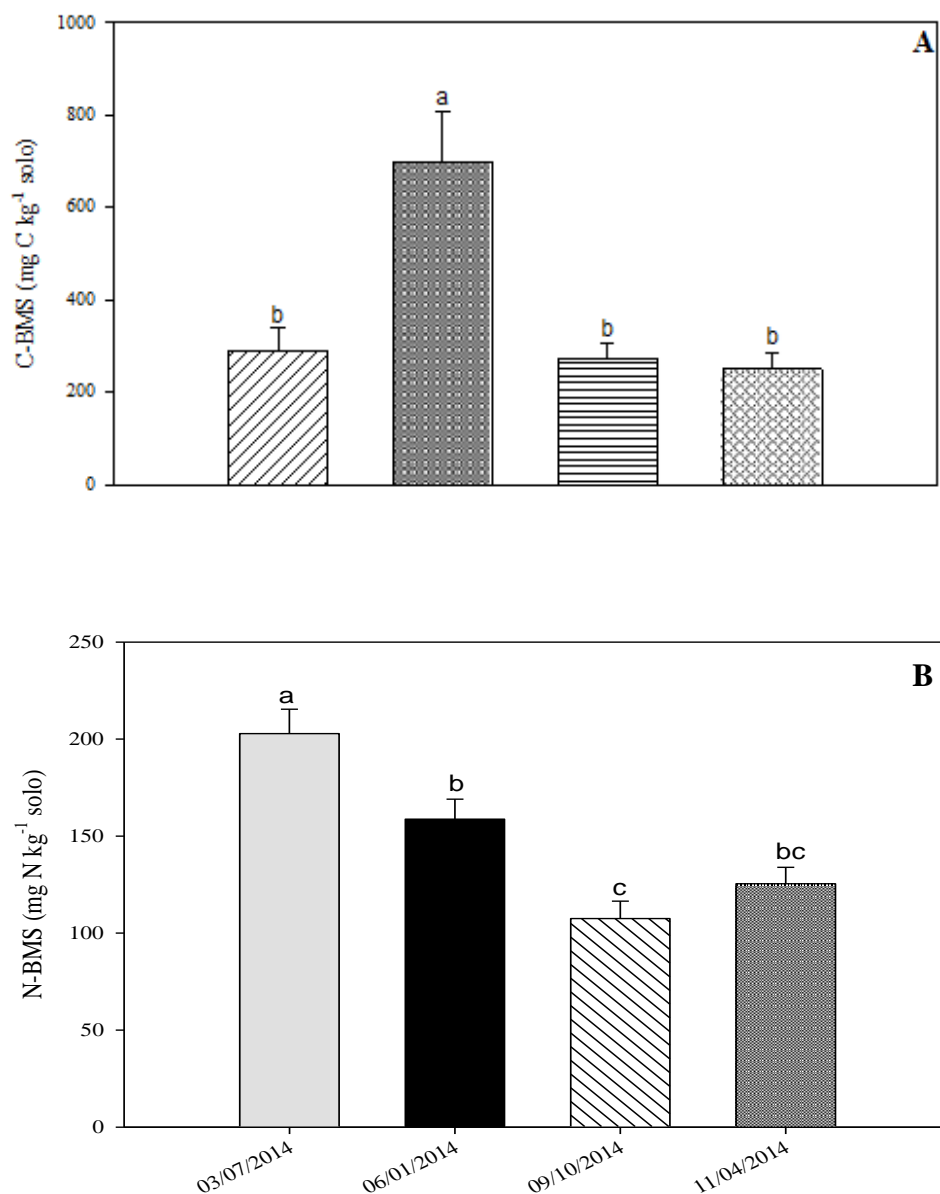 A
1000
800
600
400
200
0
C-BMS (mg C kg⁻¹ solo)
b
a
b
b
B
250
200
150
100
50
0
N-BMS (mg N kg⁻¹ solo)
a
b
c
bc
03/07/2014
06/01/2014
09/10/2014
11/04/2014